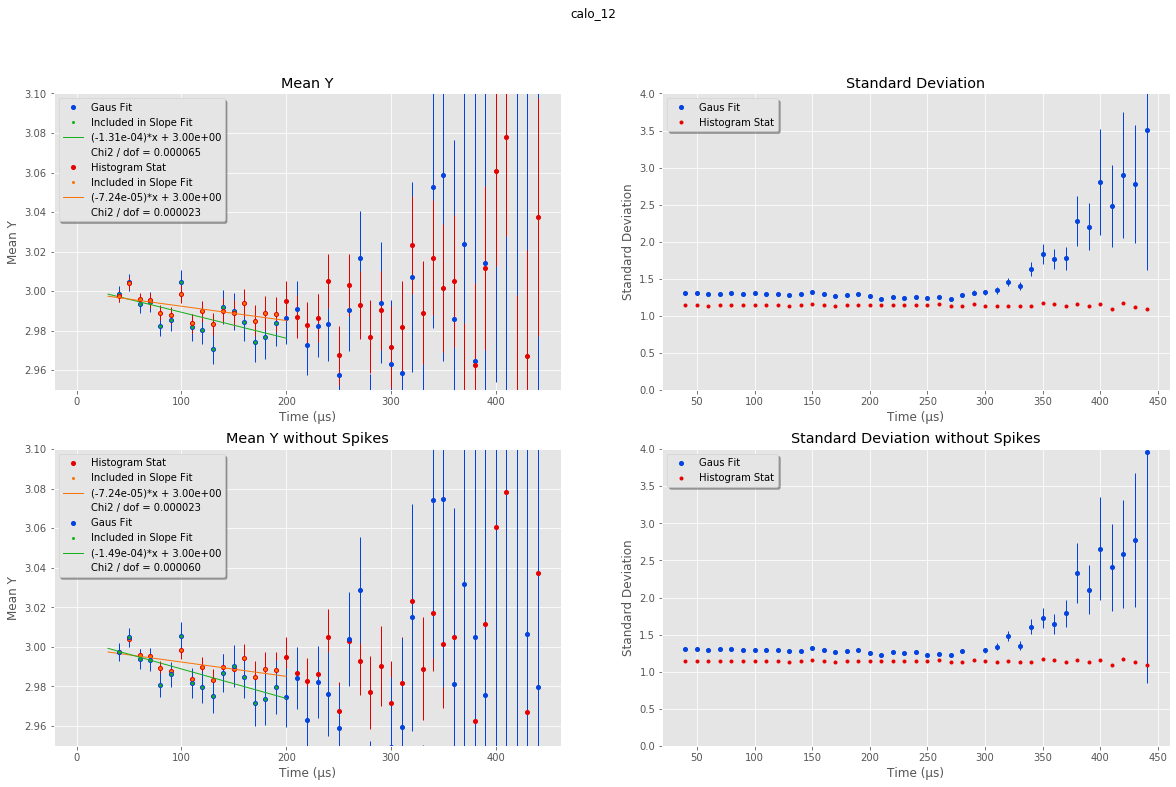 calo_12
Mean Y
Gaus Fit
Included in Slope Fit
(-1.31e-04)*x + 3.00e+00
Chi2 / dof = 0.000065
Histogram Stat
Included in Slope Fit
(-7.24e-05)*x + 3.00e+00
Chi2 / dof = 0.000023
3.10
3.08
3.06
3.04
3.02
3.00
2.98
2.96
Mean Y
0
100
200
300
400
Time (μs)
Standard Deviation
Gaus Fit
Histogram Stat
4.0
3.5
3.0
2.5
2.0
1.5
1.0
0.5
0.0
Standard Deviation
50
100
150
200
250
300
350
400
450
Time (μs)
Mean Y without Spikes
Histogram Stat
Included in Slope Fit
(-7.24e-05)*x + 3.00e+00
Chi2 / dof = 0.000023
Gaus Fit
Included in Slope Fit
(-1.49e-04)*x + 3.00e+00
Chi2 / dof = 0.000060
3.10
3.08
3.06
3.04
3.02
3.00
2.98
2.96
Mean Y
0
100
200
300
400
Time (μs)
Standard Deviation without Spikes
Gaus Fit
Histogram Stat
4.0
3.5
3.0
2.5
2.0
1.5
1.0
0.5
0.0
Standard Deviation
50
100
150
200
250
300
350
400
450
Time (μs)